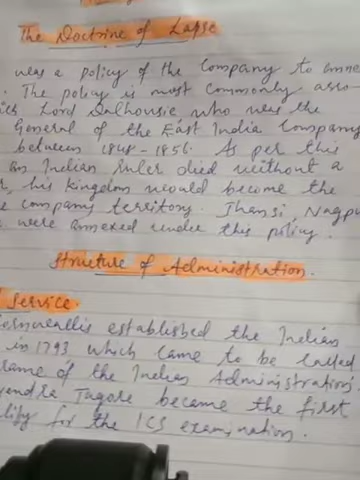 The Doctrine of Lapse
was a policy of the company to anne
. The policy is most commonly asso-
Lord Dalhousie who was the
General of the East India Company
between 1848-1856. As per this
an Indian ruler died without a
, his kingdom would become the
company territory. Jhansi, Nagpu
were annexed under this policy.
Structure of Administration.
Service.
established the Indian
in 1793 which came to be called
frame of the Indian Administration.
Tagore became the first
for the ICS examination.